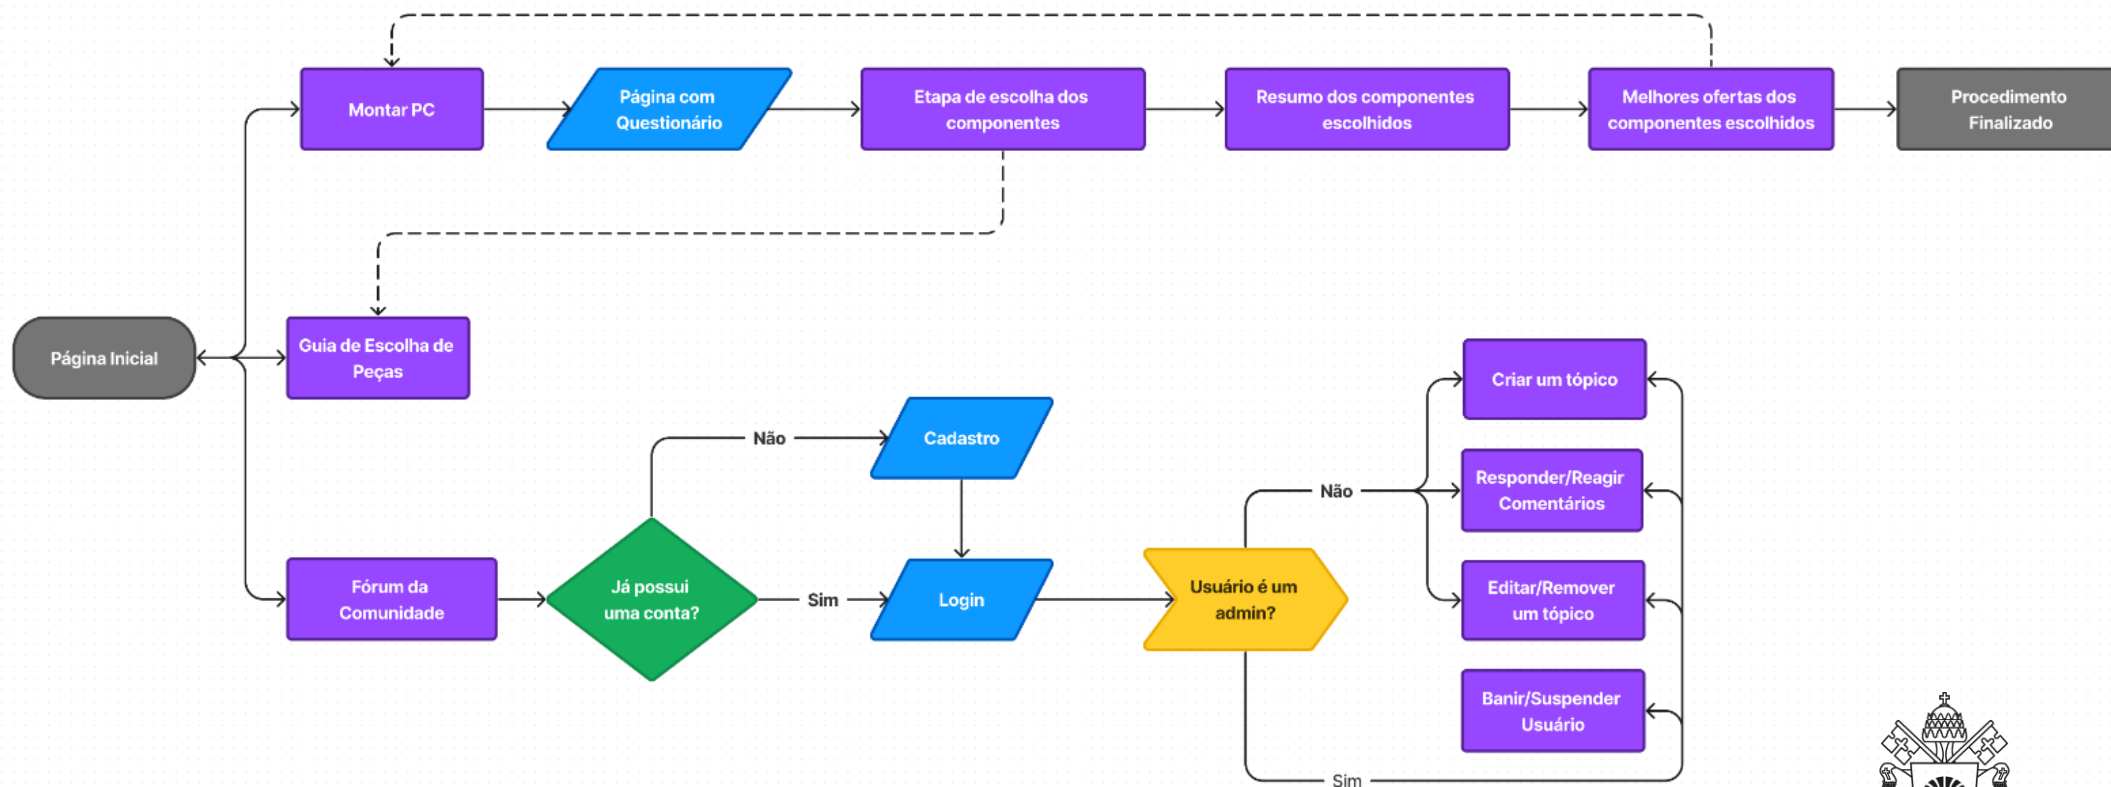 Montar PC
Página com
Questionário
Etapa de escolha dos
componentes
Resumo dos componentes
escolhidos
Melhores ofertas dos
componentes escolhidos
Procedimento
Finalizado
Página Inicial
Guia de Escolha de
Peças
Fórum da
Comunidade
Já possui
uma conta?
Não
Cadastro
Sim
Login
Usuário é um
admin?
Não
Criar um tópico
Responder/Reagir
Comentários
Editar/Remover
um tópico
Banir/Suspender
Usuário
Sim